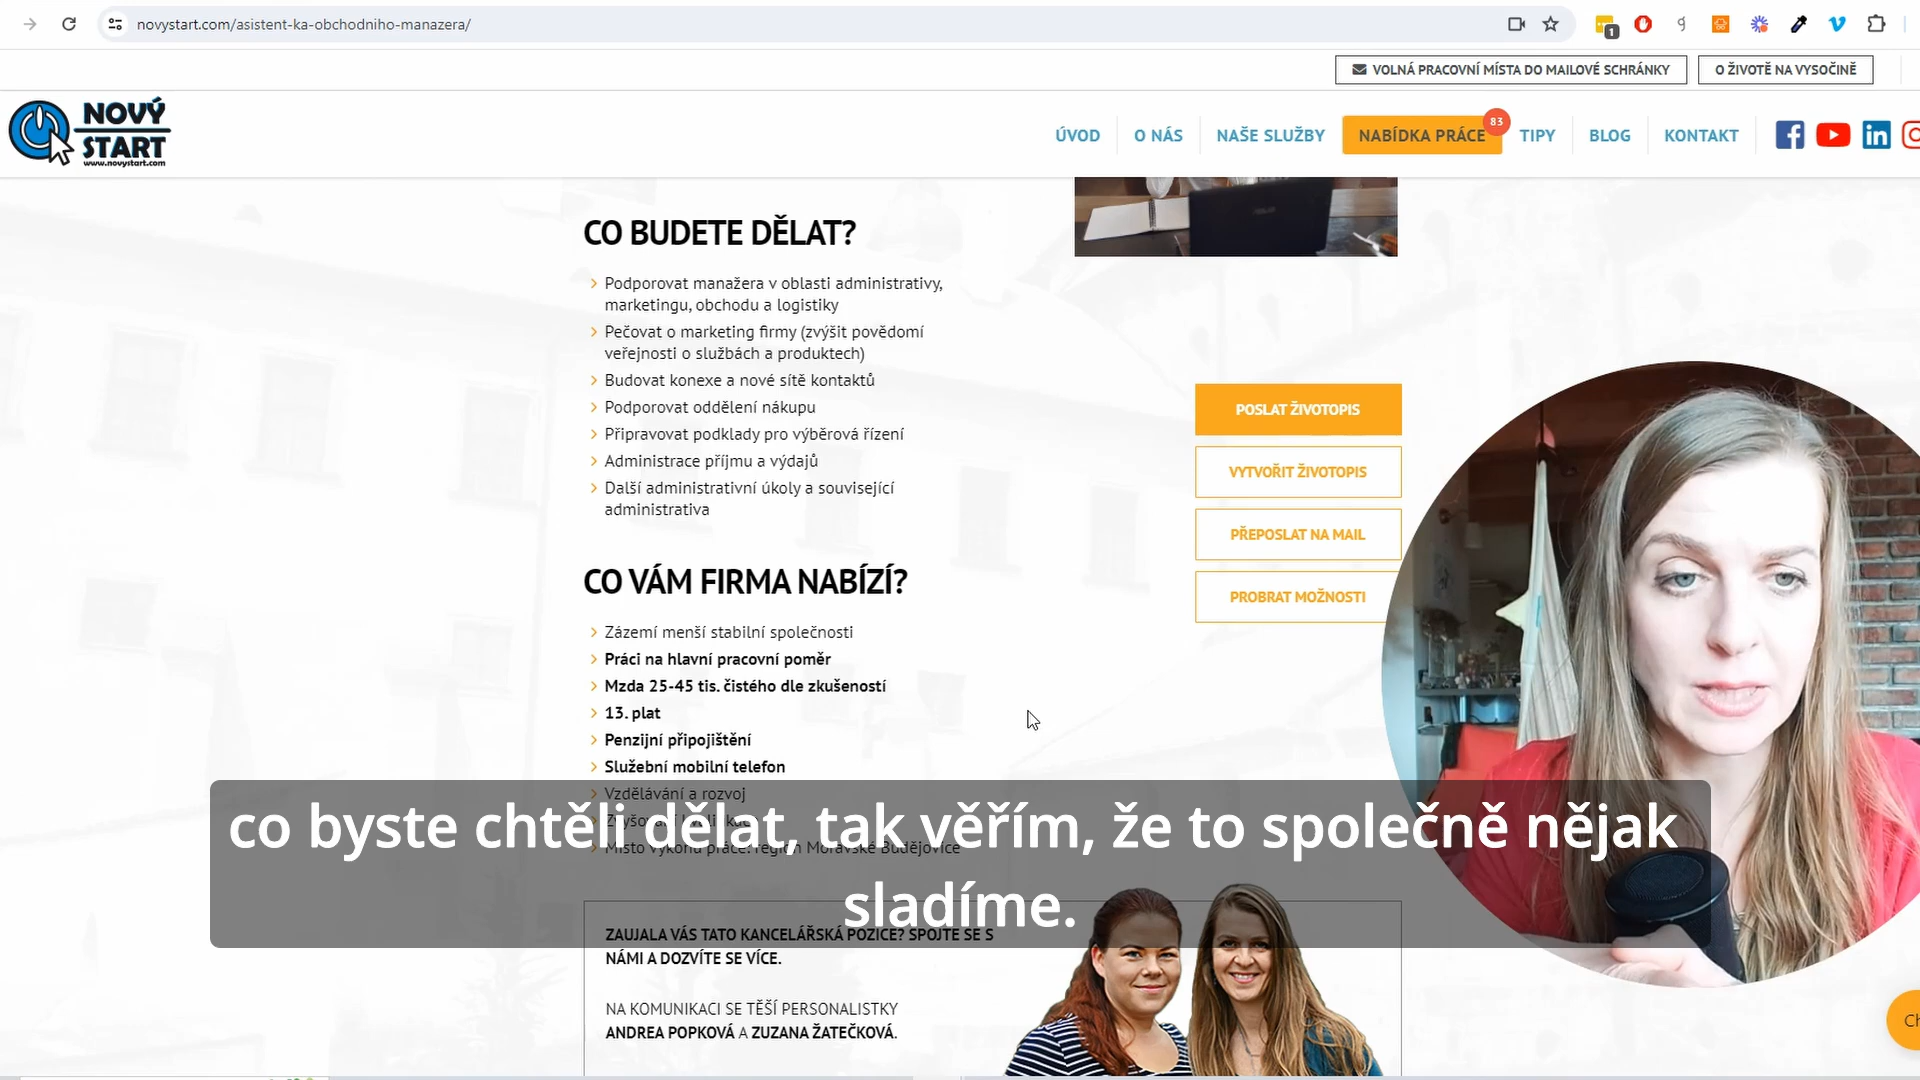 novystart.com/asistent-ka-obchodniho-manazera/
1
VOLNÁ PRACOVNÍ MÍSTA DO MAILOVÉ SCHRÁNKY
O ŽIVOTĚ NA VYSOČINĚ
NOVÝ
START
www.novystart.com
ÚVOD
O NÁS
NAŠE SLUŽBY
NABÍDKA PRÁCE
83
TIPY
BLOG
KONTAKT
CO BUDETE DĚLAT?
Podporovat manažera v oblasti administrativy,
marketingu, obchodu a logistiky
Pečovat o marketing firmy (zvýšit povědomí
veřejnosti o službách a produktech)
Budovat konexe a nové sítě kontaktů
Podporovat oddělení nákupu
Připravovat podklady pro výběrová řízení
Administrace příjmu a výdajů
Další administrativní úkoly a související
administrativa
POSLAT ŽIVOTOPIS
VYTVOŘIT ŽIVOTOPIS
PŘEPOSLAT NA MAIL
PROBRAT MOŽNOSTI
CO VÁM FIRMA NABÍZÍ?
Zázemí menší stabilní společnosti
Práci na hlavní pracovní poměr
Mzda 25-45 tis. čistého dle zkušeností
13. plat
Penzijní připojištění
Služební mobilní telefon
Vzdělávání a rozvoj
Místo výkonu práce: region Moravské Budějovice
co byste chtěli dělat, tak věřím, že to společně nějak
sladíme.
ZAUJALA VÁS TATO KANCELÁŘSKÁ POZICE? SPOJTE SE S
NÁMI A DOZVÍTE SE VÍCE.
NA KOMUNIKACI SE TĚŠÍ PERSONALISTKY
ANDREA POPKOVÁ A ZUZANA ŽATEČKOVÁ.